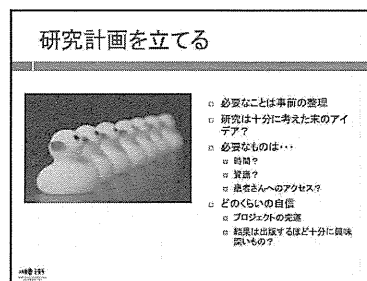 研究計画を立てる
必要なことは事前の整理
研究は十分に考えた末のアイ
デア?
必要なものは・・・
時間?
資源?
患者さんへのアクセス?
どのくらいの自信
プロジェクトの完遂
結果は出版するほど十分に興味
深いもの?